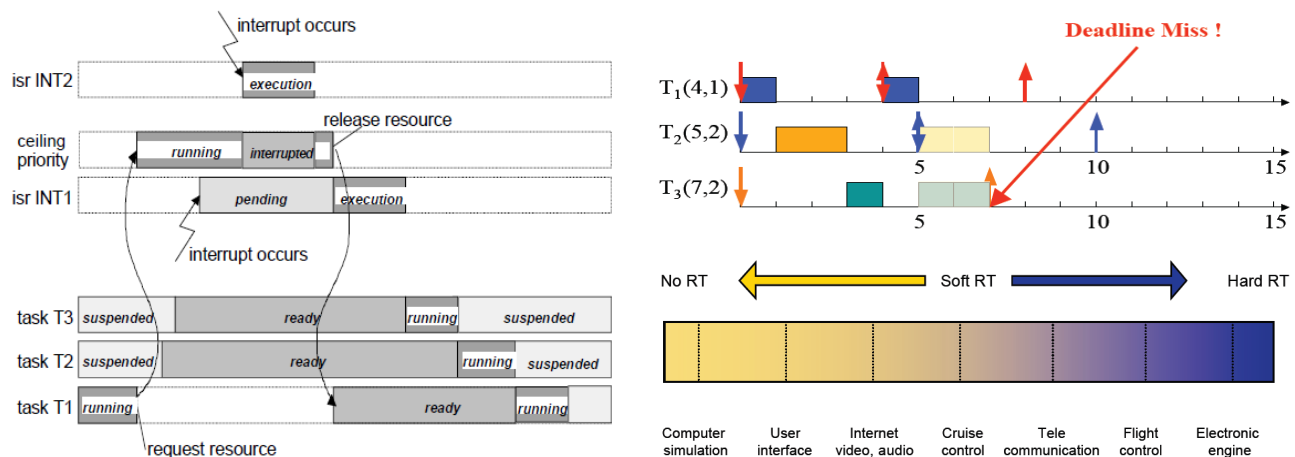 interrupt occurs
isr INT2
execution
release resource
ceiling
priority
running
interrupted
isr INT1
pending
execution
interrupt occurs
task T3
suspended
ready
running
suspended
task T2
suspended
ready
running
suspended
task T1
running
ready
running
request resource
Deadline Miss !
T1(4,1)
T2(5,2)
5
10
15
T3(7,2)
5
10
15
No RT
Soft RT
Hard RT
Computer
simulation
User
interface
Internet
video, audio
Cruise
control
Tele
communication
Flight
control
Electronic
engine